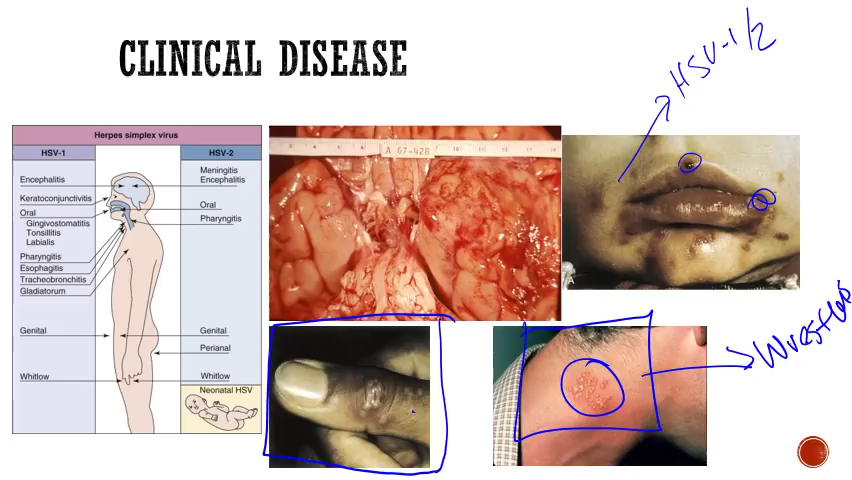 CLINICAL DISEASE
HSV-1/2
Herpes simplex virus
HSV-1
HSV-2
Encephalitis
Keratoconjunctivitis
Oral
Gingivostomatitis
Tonsillitis
Labialis
Pharyngitis
Esophagitis
Tracheobronchitis
Gladiatorum
Genital
Whitlow
Meningitis
Encephalitis
Oral
Pharyngitis
Genital
Perianal
Whitlow
Neonatal HSV
A 67-428